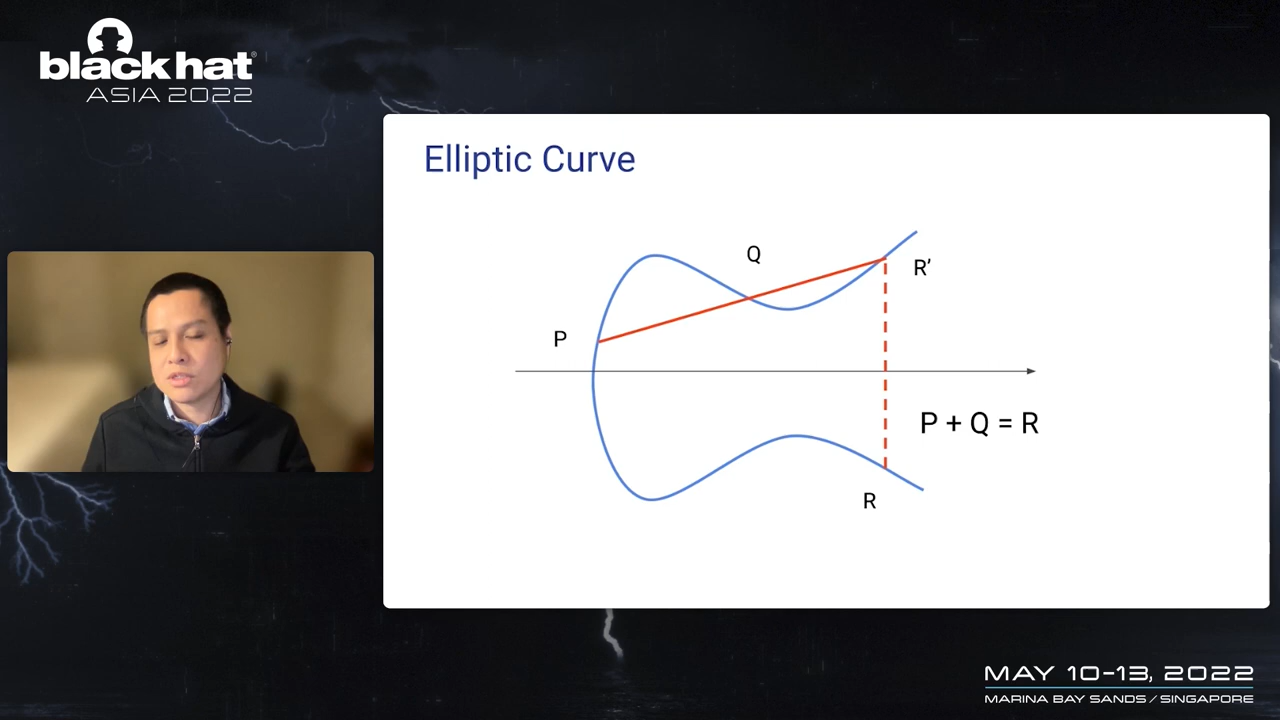 black hat®
ASIA 2022
Elliptic Curve
Q
R’
P
P + Q = R
R
MAY 10-13, 2022
MARINA BAY SANDS / SINGAPORE